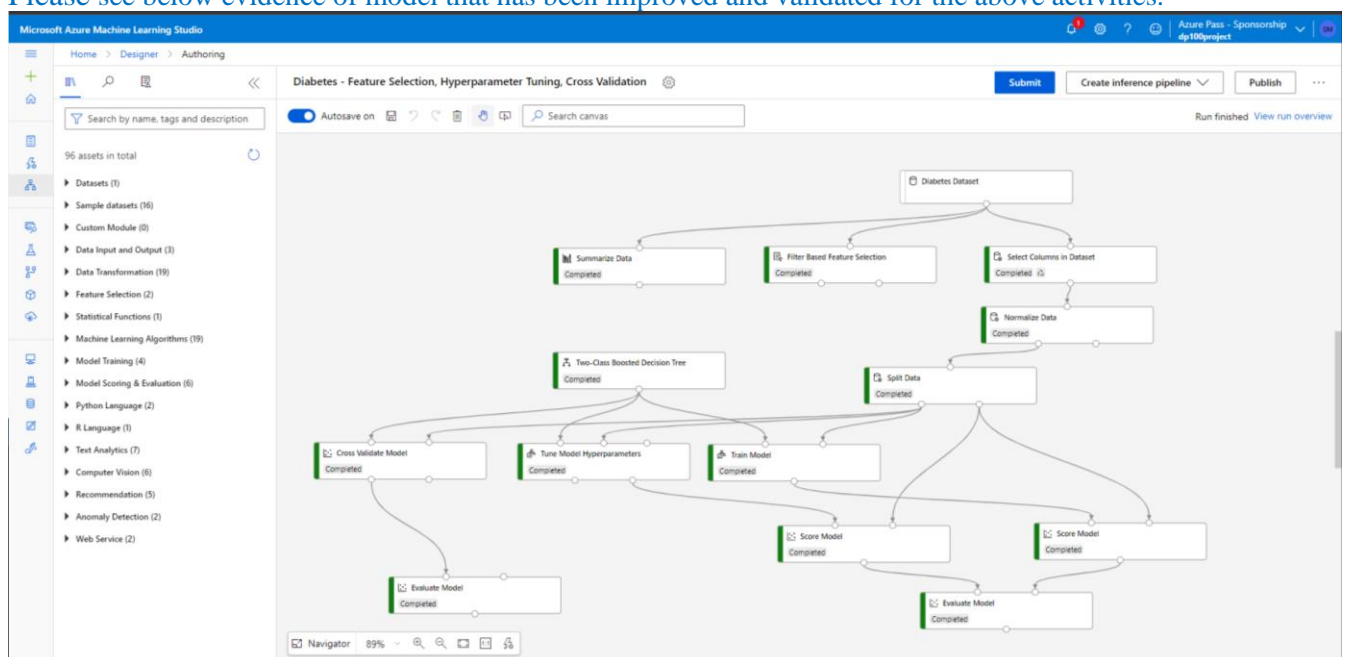 Please see below evidence of model that has been improved and validated for the above activities.
Microsoft Azure Machine Learning Studio
Azure Pass - Sponsorship
dp100project
Home > Designer > Authoring
Diabetes - Feature Selection, Hyperparameter Tuning, Cross Validation
Submit
Create inference pipeline
Publish
Search by name, tags and description
Autosave on
Search canvas
Run finished View run overview
96 assets in total
Datasets (1)
Sample datasets (16)
Custom Module (0)
Data Input and Output (3)
Data Transformation (19)
Feature Selection (2)
Statistical Functions (1)
Machine Learning Algorithms (19)
Model Training (4)
Model Scoring & Evaluation (6)
Python Language (2)
R Language (1)
Text Analytics (7)
Computer Vision (6)
Recommendation (5)
Anomaly Detection (2)
Web Service (2)
Diabetes Dataset
Summarize Data
Completed
Filter Based Feature Selection
Completed
Select Columns in Dataset
Completed
Normalize Data
Completed
Two-Class Boosted Decision Tree
Completed
Split Data
Completed
Cross Validate Model
Completed
Tune Model Hyperparameters
Completed
Train Model
Completed
Score Model
Completed
Score Model
Completed
Evaluate Model
Completed
Evaluate Model
Completed
Navigator 89%